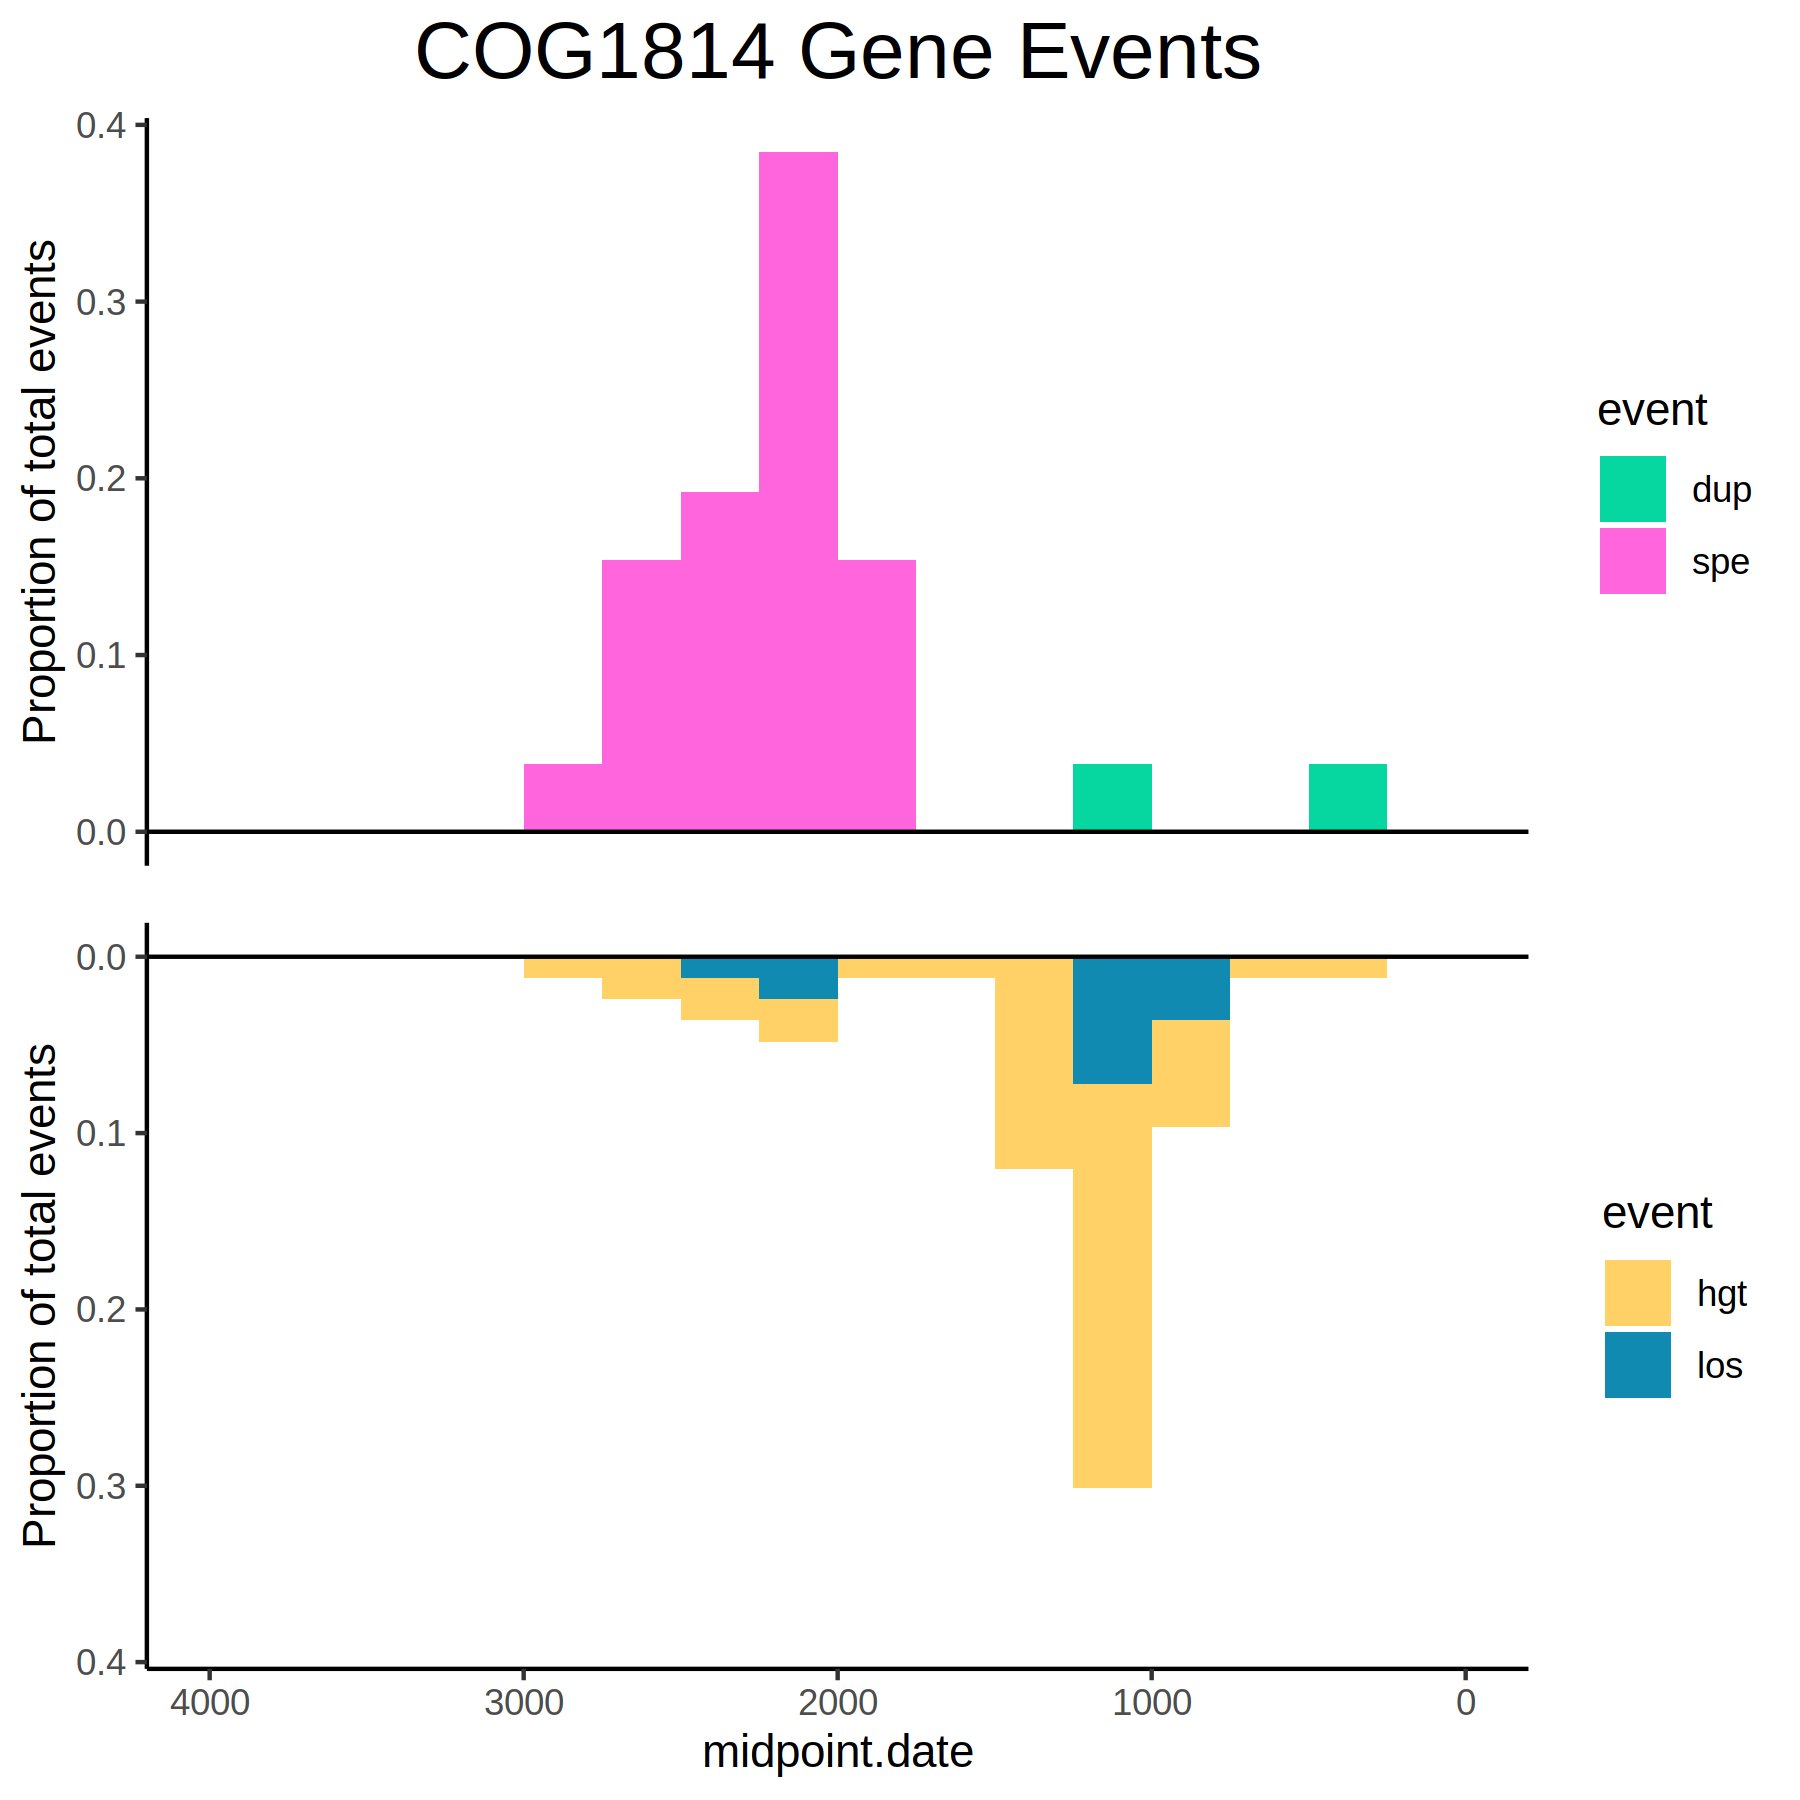 COG1814 Gene Events
Proportion of total events
0.4
0.3
0.2
0.1
0.0
event
dup
spe
Proportion of total events
0.0
0.1
0.2
0.3
0.4
event
hgt
los
4000 3000 2000 1000 0
midpoint.date